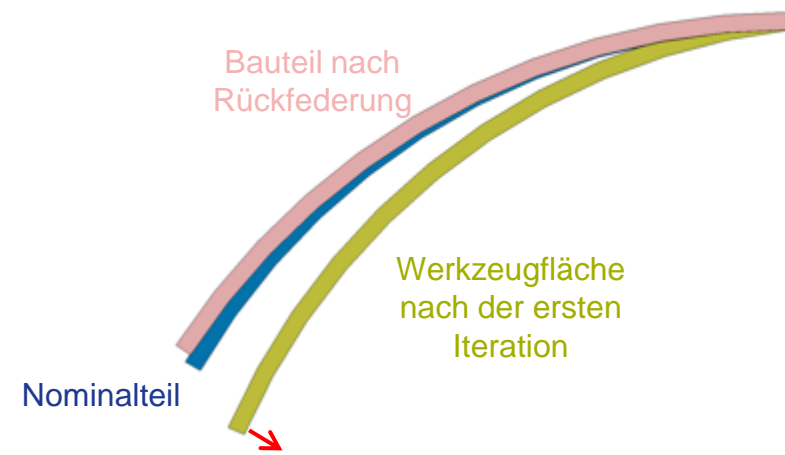 Bauteil nach
Rückfederung
Werkzeugfläche
nach der ersten
Iteration
Nominalteil